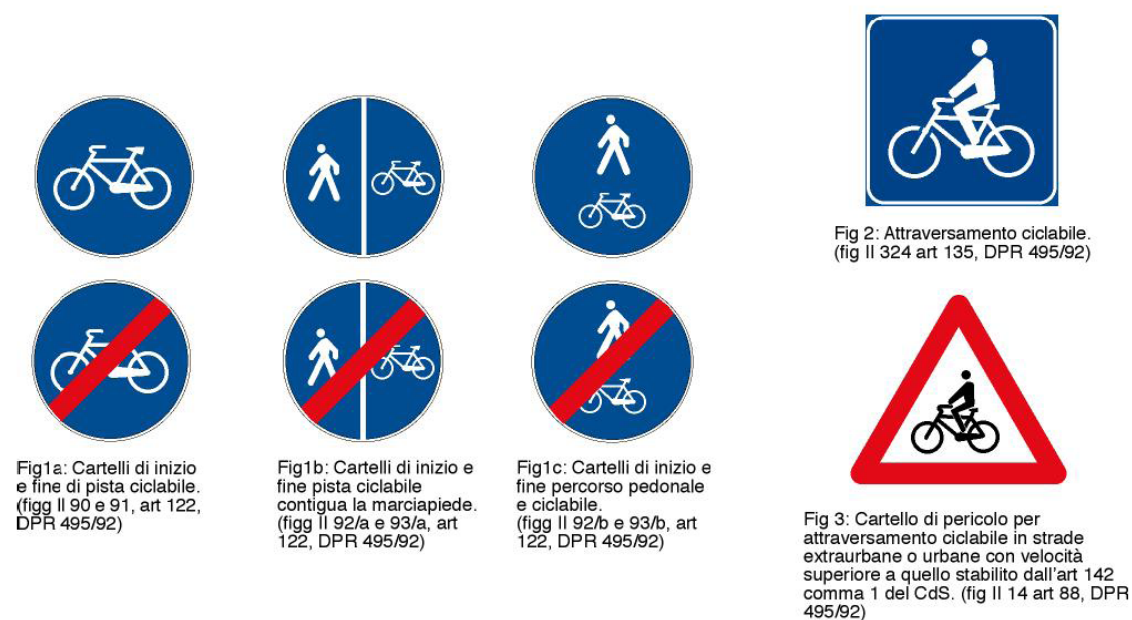 Fig1a: Cartelli di inizio
e fine di pista ciclabile.
(figg II 90 e 91, art 122,
DPR 495/92)
Fig1b: Cartelli di inizio e
fine pista ciclabile
contigua la marciapiede.
(figg II 92/a e 93/a, art
122, DPR 495/92)
Fig1c: Cartelli di inizio e
fine percorso pedonale
e ciclabile.
(figg II 92/b e 93/b, art
122, DPR 495/92)
Fig 2: Attraversamento ciclabile.
(fig II 324 art 135, DPR 495/92)
Fig 3: Cartello di pericolo per
attraversamento ciclabile in strade
extraurbane o urbane con velocità
superiore a quello stabilito dall'art 142
comma 1 del CdS. (fig II 14 art 88, DPR
495/92)